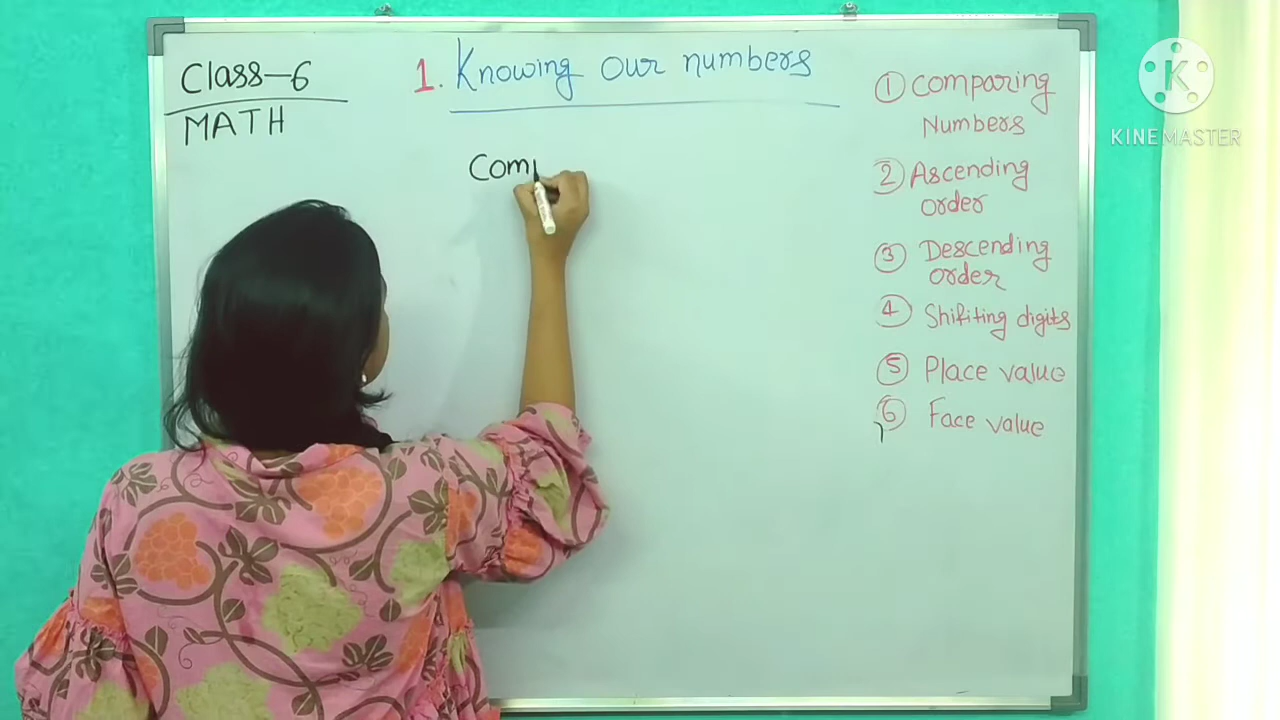 Class-6
MATH
1. Knowing our numbers
Com
① Comparing
Numbers
② Ascending
order
③ Descending
order
④ Shifiting digits
⑤ Place value
⑥ Face value
K
KINEMASTER